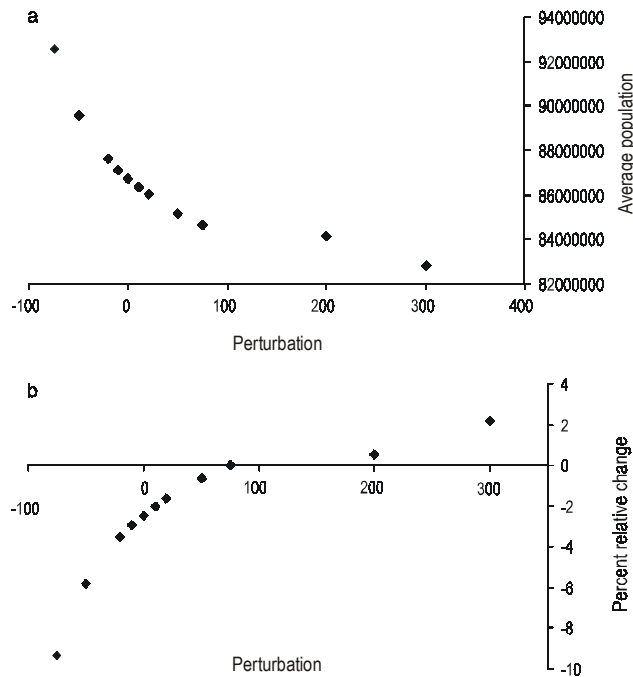 a
94000000
92000000
90000000
88000000
86000000
84000000
82000000
Average population
-100 0 100 200 300 400
Perturbation
b
4
2
0
-2
-4
-6
-8
-10
Percent relative change
-100 0 100 200 300
Perturbation